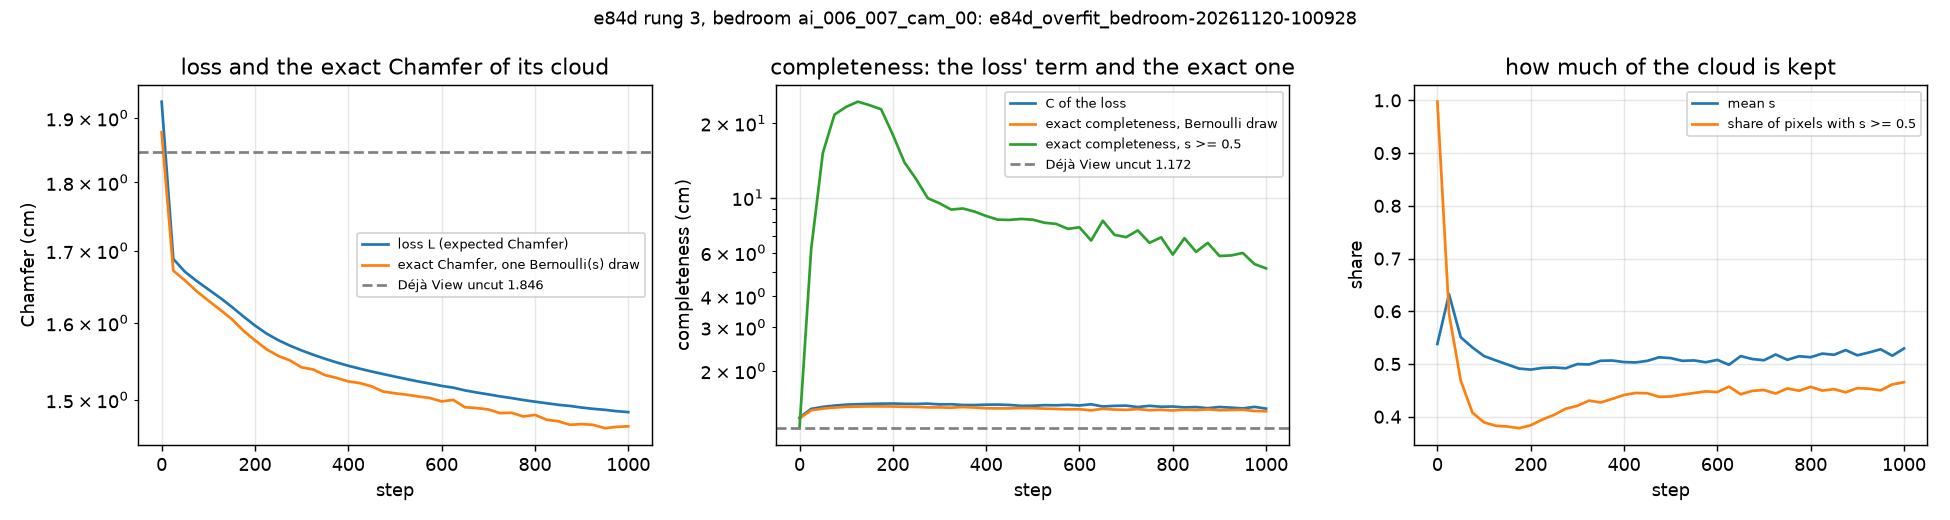 e84d rung 3, bedroom ai_006_007_cam_00: e84d_overfit_bedroom-20261120-100928
loss and the exact Chamfer of its cloud
Chamfer (cm)
1.9 × 10⁰
1.8 × 10⁰
1.7 × 10⁰
1.6 × 10⁰
1.5 × 10⁰
loss L (expected Chamfer)
exact Chamfer, one Bernoulli(s) draw
Déjà View uncut 1.846
0 200 400 600 800 1000
step
completeness: the loss' term and the exact one
completeness (cm)
2 × 10¹
10¹
6 × 10⁰
4 × 10⁰
3 × 10⁰
2 × 10⁰
C of the loss
exact completeness, Bernoulli draw
exact completeness, s >= 0.5
Déjà View uncut 1.172
0 200 400 600 800 1000
step
how much of the cloud is kept
share
1.0
0.9
0.8
0.7
0.6
0.5
0.4
mean s
share of pixels with s >= 0.5
0 200 400 600 800 1000
step